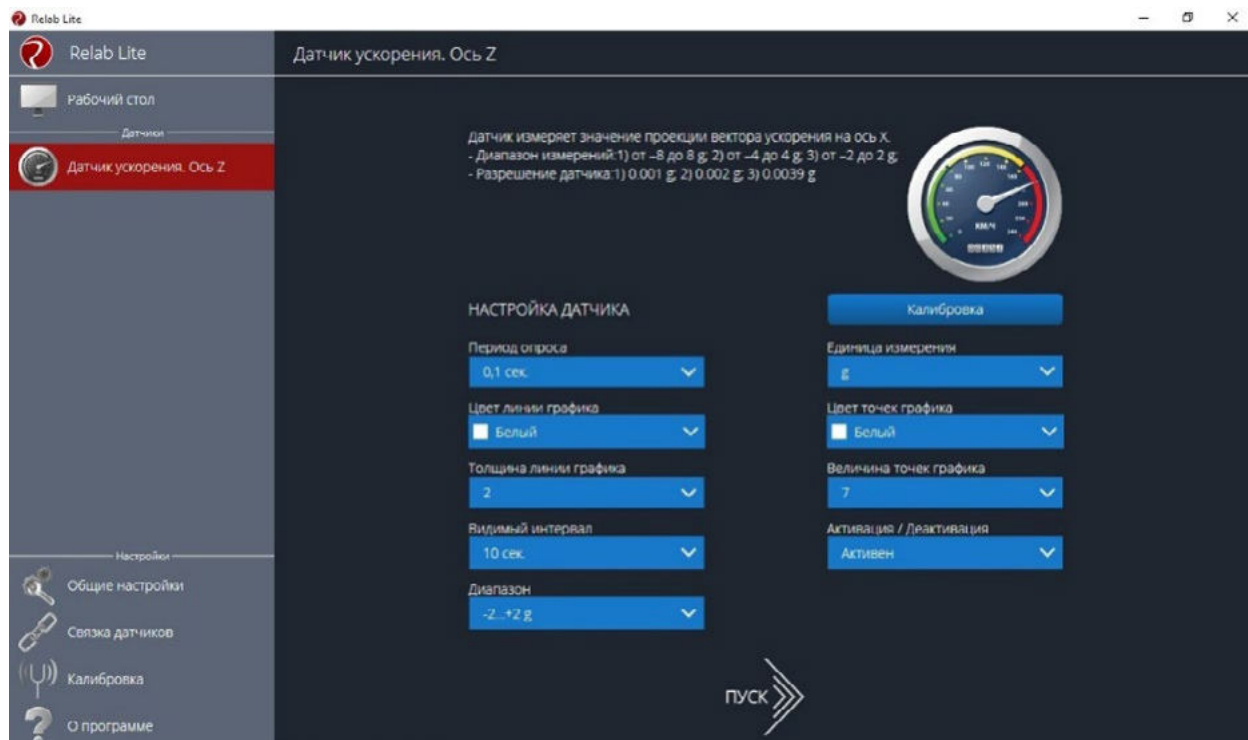 Relab Lite
Relab Lite
Датчик ускорения. Ось Z
Рабочий стол
Датчики
Датчик ускорения. Ось Z
Датчик измеряет значение проекции вектора ускорения на ось X.
- Диапазон измерений:1) от –8 до 8 g; 2) от –4 до 4 g; 3) от –2 до 2 g;
- Разрешение датчика:1) 0.001 g; 2) 0.002 g; 3) 0.0039 g
КМ/Ч
НАСТРОЙКА ДАТЧИКА
Калибровка
Период опроса
Единица измерения
0,1 сек.
g
Цвет линии графика
Цвет точек графика
Белый
Белый
Толщина линии графика
Величина точек графика
2
7
Видимый интервал
Активация / Деактивация
10 сек.
Активен
Диапазон
-2...+2 g
Настройки
Общие настройки
Связка датчиков
Калибровка
О программе
ПУСК